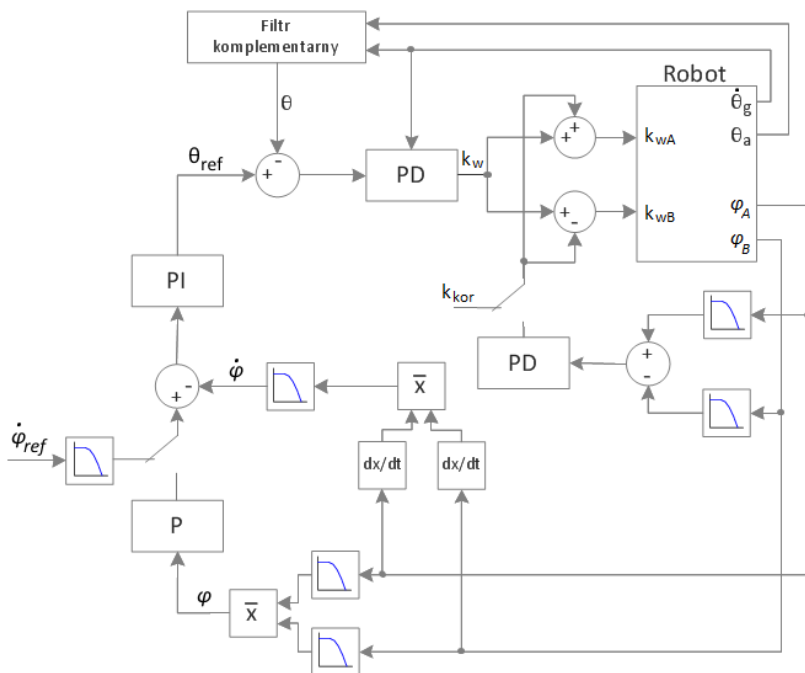 Filtr
komplementarny
Robot
θ̇g
θ
θa
kwA
θref
-
+
PD
kw
+
+
+
-
kwB
φA
φB
PI
kkor
PD
+
-
φ̇
x̅
+
-
φ̇ref
dx/dt
dx/dt
P
φ
x̅